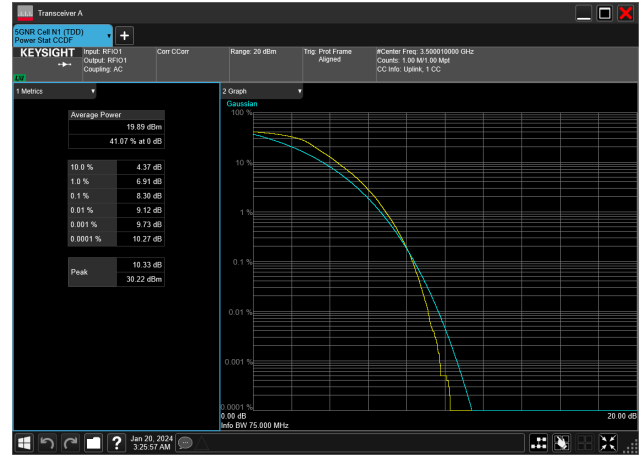 Transceiver A
5GNR Cell N1 (TDD)
Power Stat CCDF
KEYSIGHT
Input: RFIO1
Output: RFIO1
Coupling: AC
Corr CCorr
Range: 20 dBm
Trig: Prot Frame
Aligned
#Center Freq: 3.500010000 GHz
Counts: 1.00 M/1.00 Mpt
CC Info: Uplink, 1 CC
1 Metrics
Average Power
19.89 dBm
41.07 % at 0 dB
10.0 % 4.37 dB
1.0 % 6.91 dB
0.1 % 8.30 dB
0.01 % 9.12 dB
0.001 % 9.73 dB
0.0001 % 10.27 dB
Peak
10.33 dB
30.22 dBm
2 Graph
Gaussian
100 %
10 %
1 %
0.1 %
0.01 %
0.001 %
0.0001 %
0.00 dB
20.00 dB
Info BW 75.000 MHz
?
Jan 20, 2024
3:25:57 AM